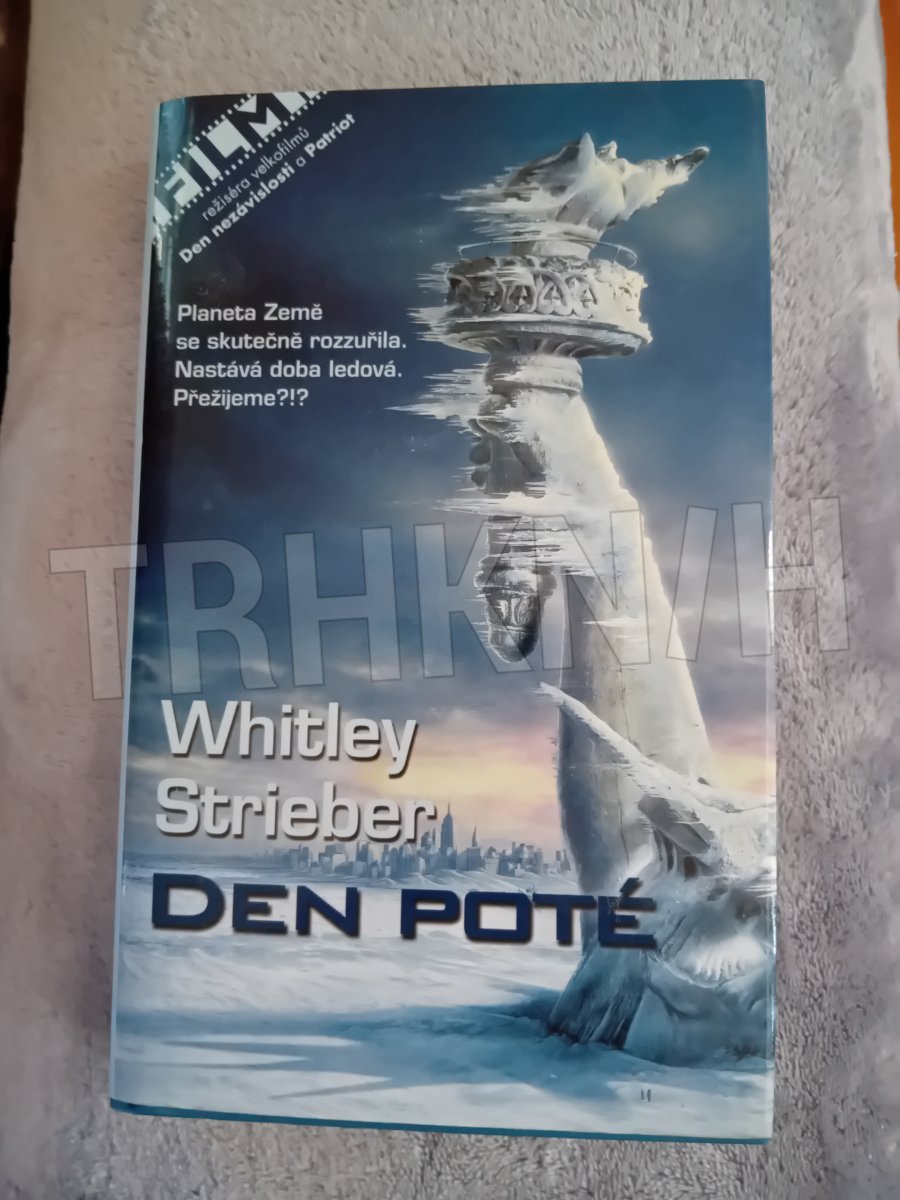 FILM
režiséra velkofilmů
Den nezávislosti a Patriot
Planeta Země
se skutečně rozzuřila.
Nastává doba ledová.
Přežijeme?!?
TRHKNIH
Whitley
Strieber
DEN POTÉ